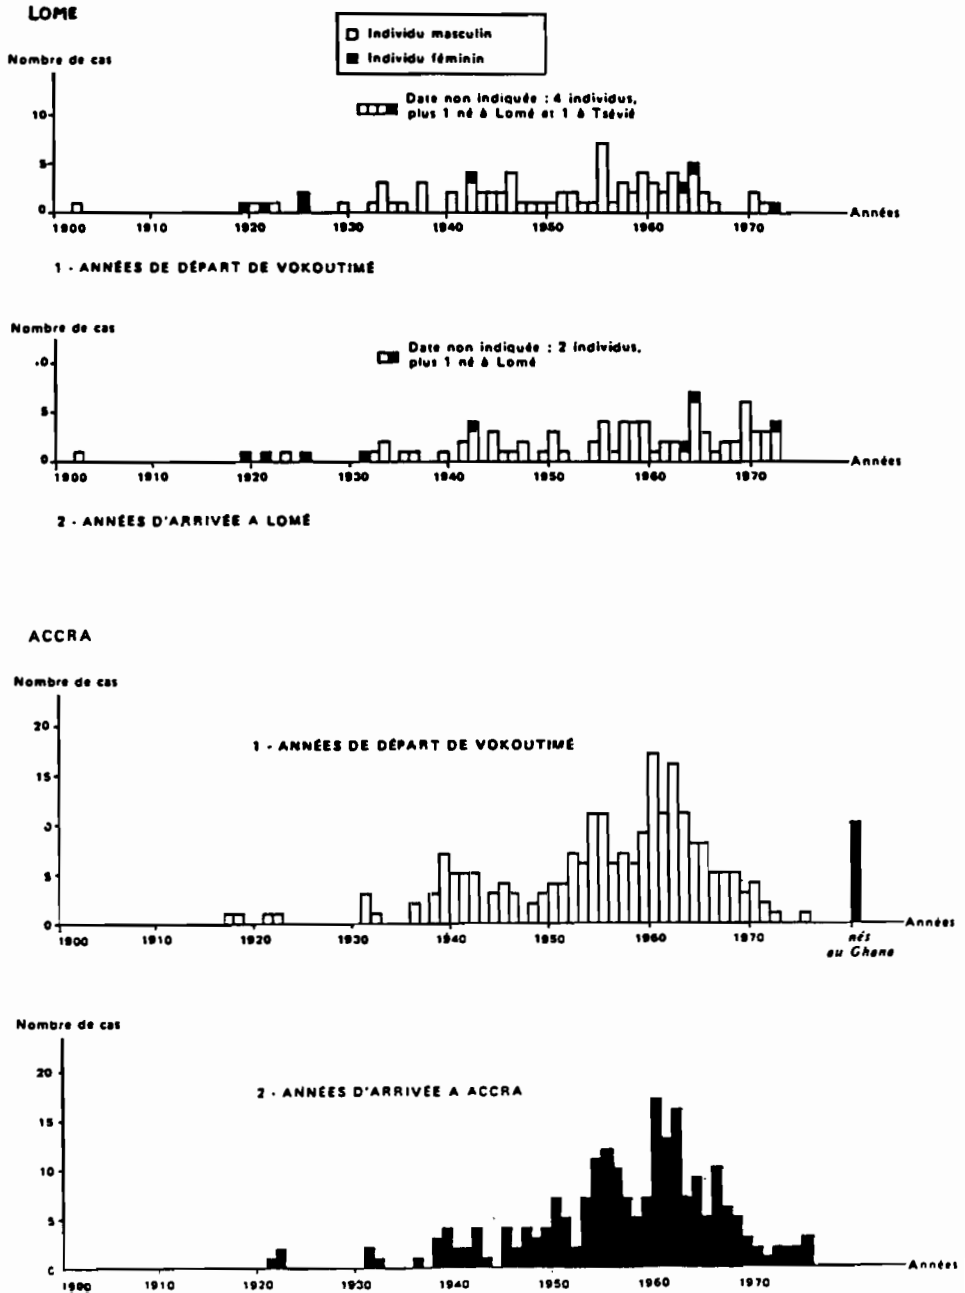 LOME
Individu masculin
Individu féminin
Nombre de cas
Date non indiquée : 4 individus,
plus 1 né à Lomé et 1 à Tsévié
10
5
0
1900 1910 1920 1930 1940 1950 1960 1970 Années
1 - ANNÉES DE DÉPART DE VOKOUTIMÉ
Nombre de cas
Date non indiquée : 2 individus,
plus 1 né à Lomé
.0
5
0
1900 1910 1920 1930 1940 1950 1960 1970 Années
2 - ANNÉES D'ARRIVÉE A LOMÉ
ACCRA
Nombre de cas
1 - ANNÉES DE DÉPART DE VOKOUTIMÉ
20
15
5
0
1900 1910 1920 1930 1940 1950 1960 1970 Années
nés
au Ghana
Nombre de cas
2 - ANNÉES D'ARRIVÉE A ACCRA
20
15
10
5
1900 1910 1920 1930 1940 1950 1960 1970 Années